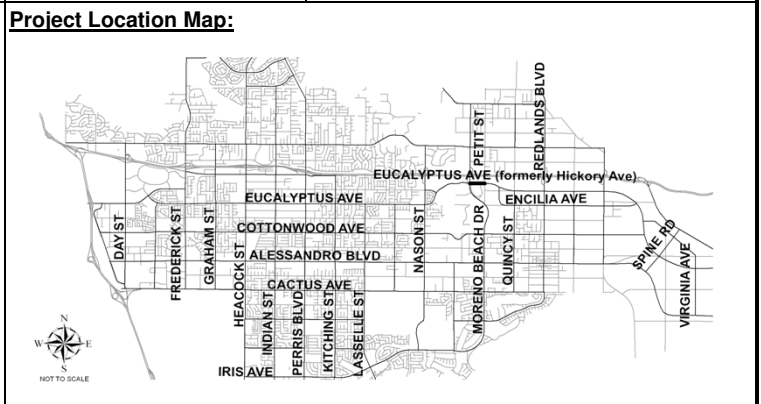 Project Location Map:
REDLANDS BLVD
PETIT ST
EUCALYPTUS AVE (formerly Hickory Ave)
EUCALYPTUS AVE
ENCILIA AVE
COTTONWOOD AVE
ALESSANDRO BLVD
CACTUS AVE
DAY ST
FREDERICK ST
GRAHAM ST
HEACOCK ST
INDIAN ST
PERRIS BLVD
KITCHING ST
LASSELLE ST
NASON ST
MORENO BEACH DR
QUINCY ST
SPINE RD
VIRGINIA AVE
IRIS AVE
N
W
E
S
NOT TO SCALE